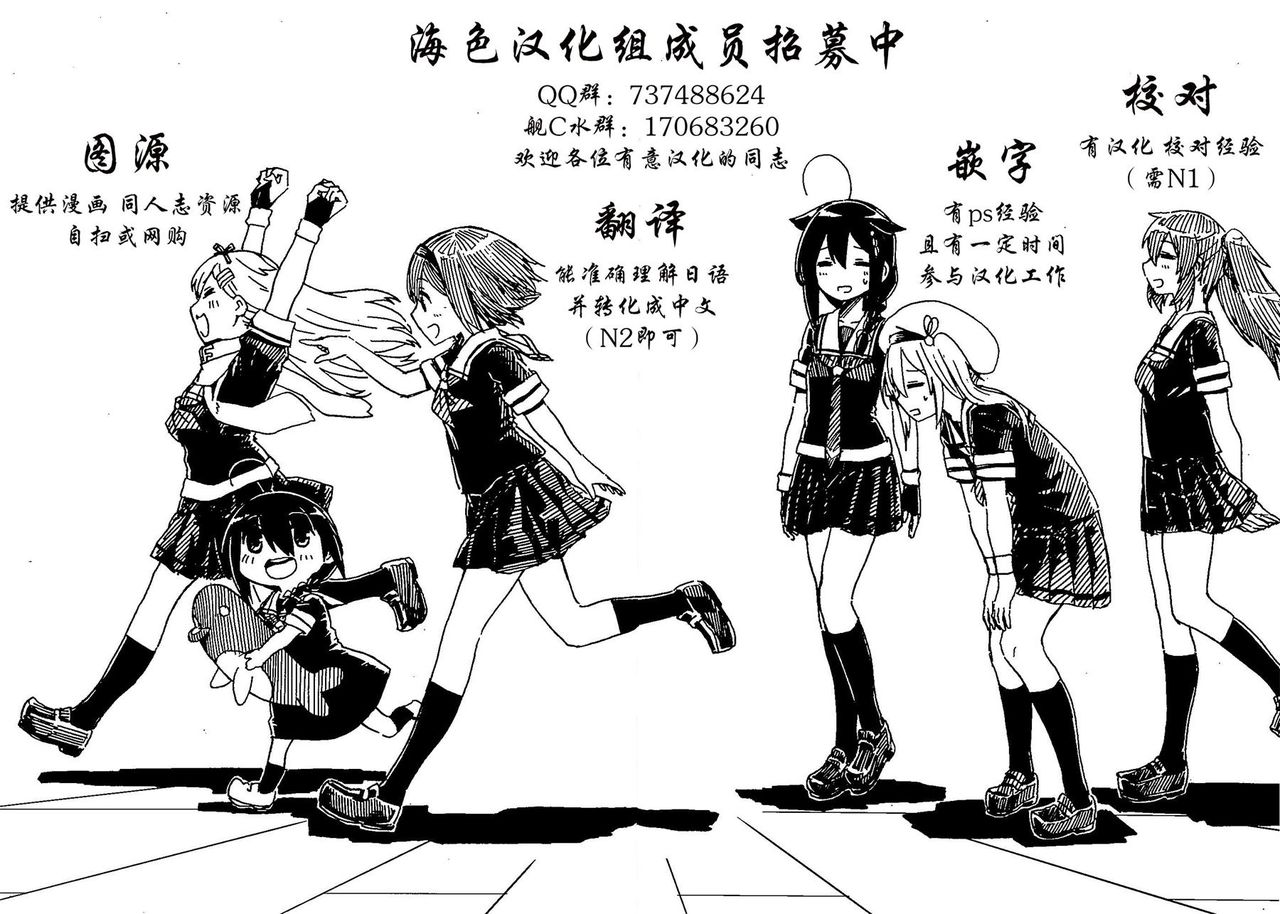 海色汉化组成员招募中
QQ群：737488624
舰C水群：170683260
欢迎各位有意汉化的同志
图源
提供漫画 同人志资源
自扫或网购
翻译
能准确理解日语
并转化成中文
（N2即可）
嵌字
有ps经验
且有一定时间
参与汉化工作
校对
有汉化 校对经验
（需N1）